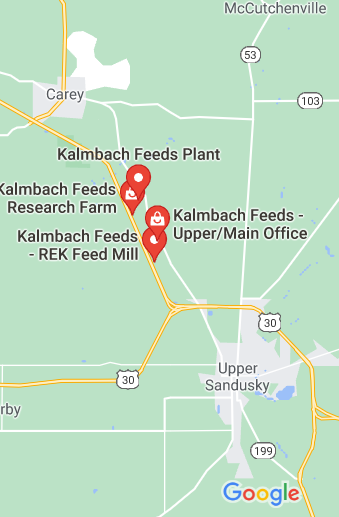 McCutchenville
53
Carey
103
Kalmbach Feeds Plant
Kalmbach Feeds
Research Farm
Kalmbach Feeds -
Upper/Main Office
Kalmbach Feeds
- REK Feed Mill
30
Upper
Sandusky
30
rby
199
Google